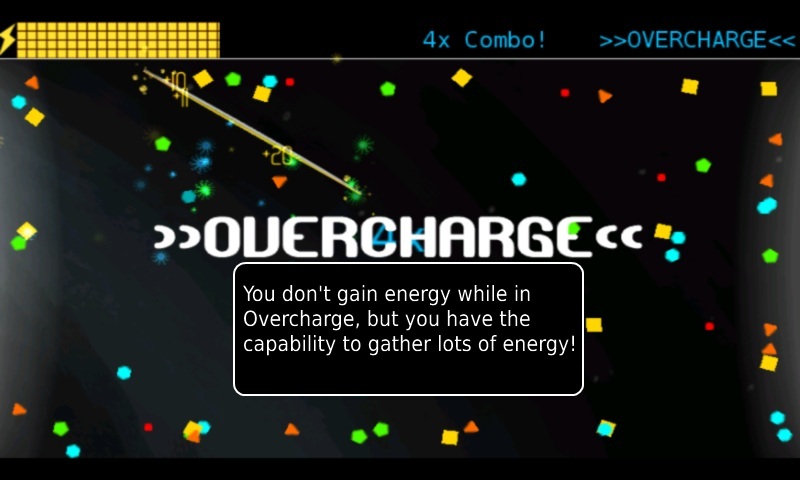 4x Combo! >>OVERCHARGE<<
+20
>>OVERCHARGE<<
You don't gain energy while in
Overcharge, but you have the
capability to gather lots of energy!